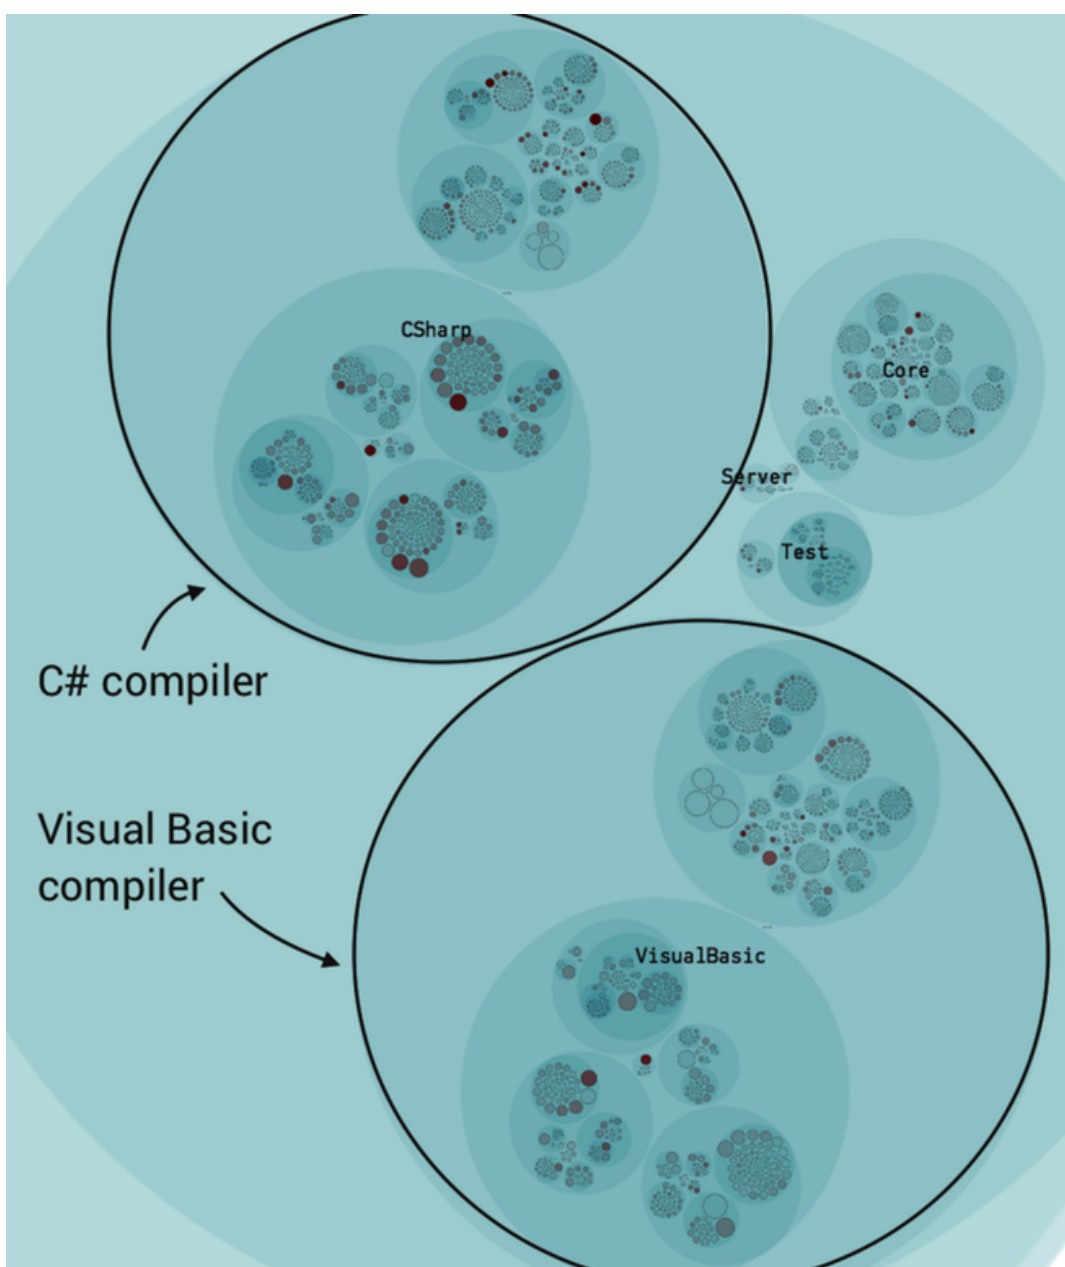 CSharp
Core
Server
Test
C# compiler
Visual Basic
compiler
VisualBasic